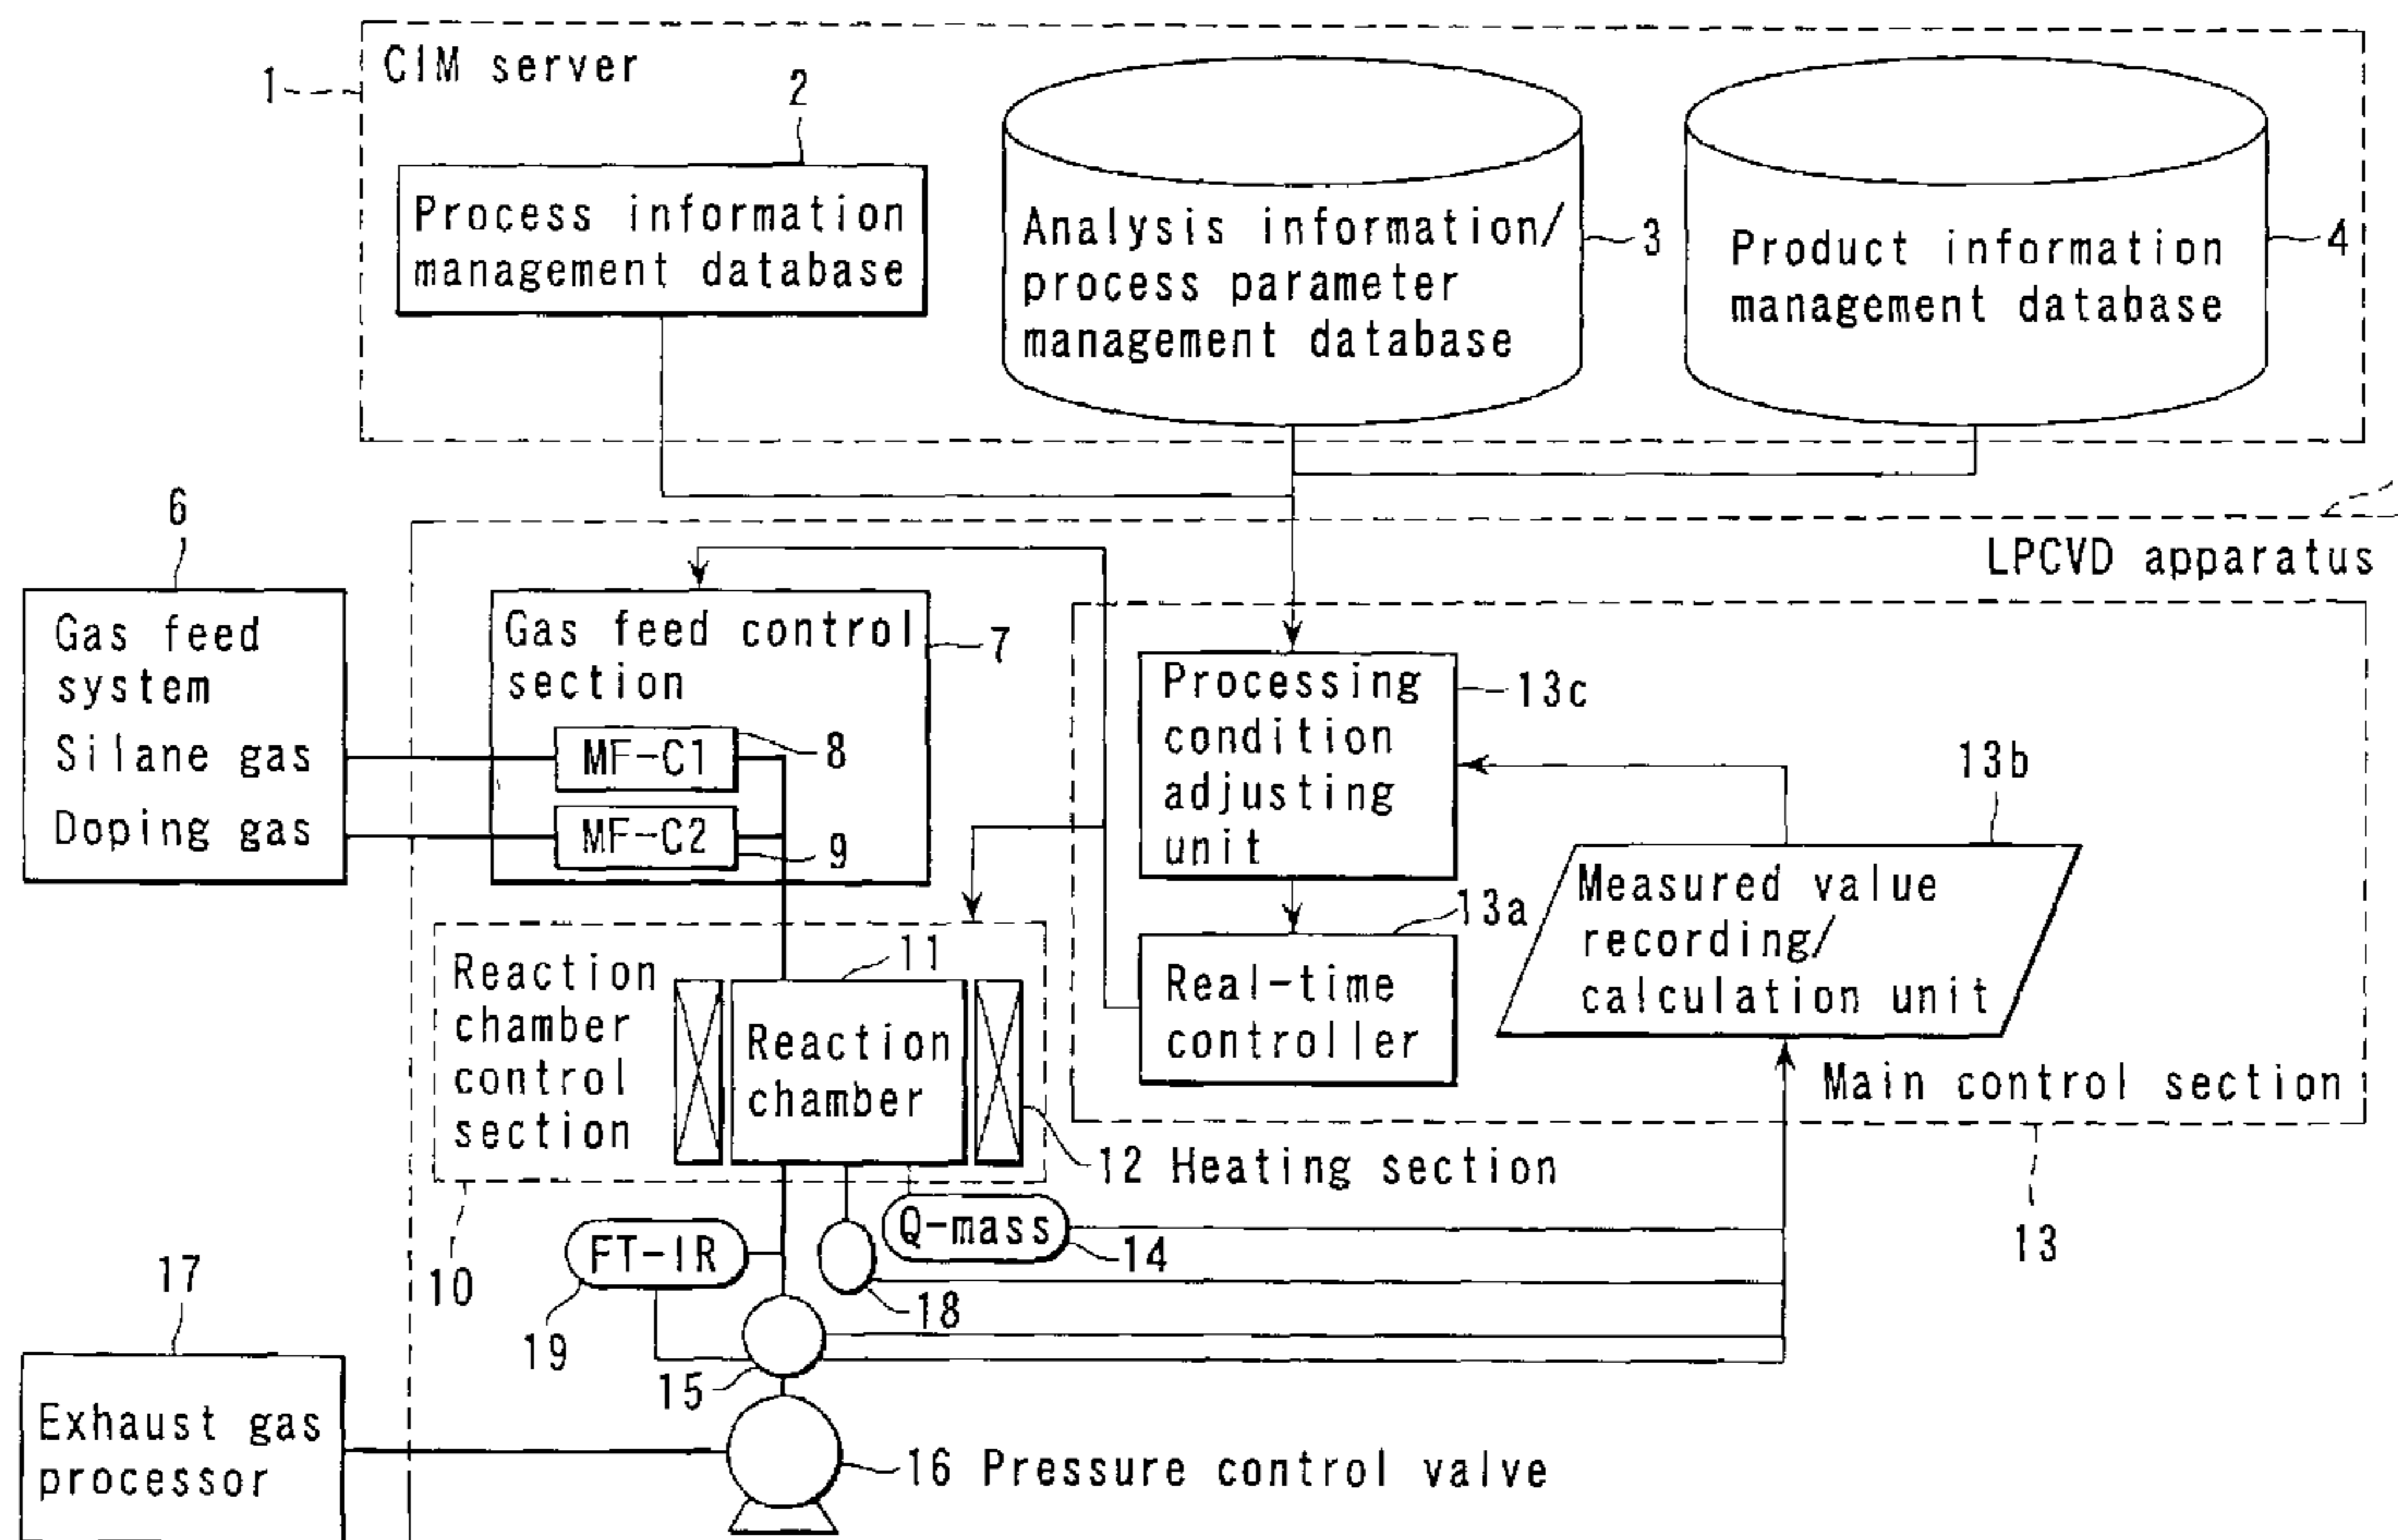 CIM server
1
2
Process information
management database
Analysis information/
process parameter
management database
3
Product information
management database
4
6
Gas feed
system
Silane gas
Doping gas
LPCVD apparatus
Gas feed control
section
7
MF-C1
8
MF-C2
9
Processing
condition
adjusting
unit
13c
13b
Measured value
recording/
calculation unit
13a
Real-time
controller
Main control section
13
Reaction
chamber
control
section
11
Reaction
chamber
12 Heating section
10
Q-mass
14
FT-IR
19
18
15
17
Exhaust gas
processor
16 Pressure control valve